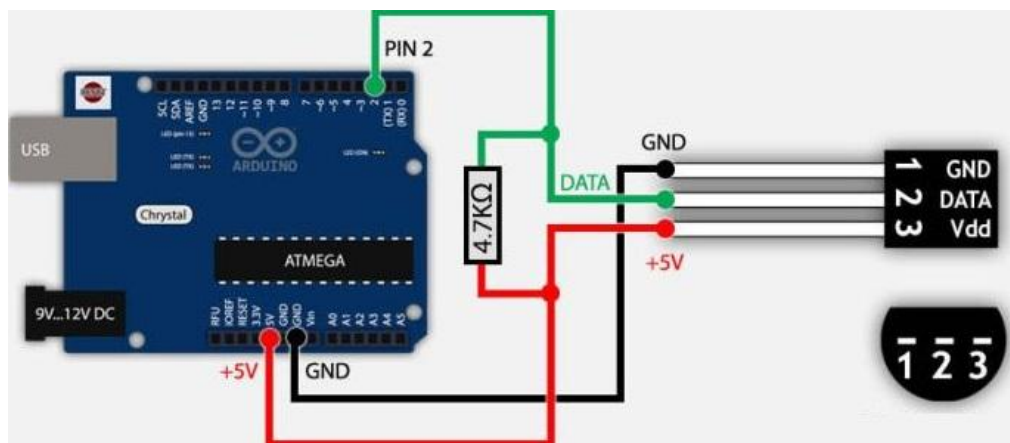 PIN 2
SCL
SDA
AREF
GND
13
12
~11
~10
~9
8
7
~6
~5
4
~3
2
(TX) 1
(RX) 0
USB
ARDUINO
Chrystal
ATMEGA
9V...12V DC
RFU
IOREF
RESET
3.3V
5V
GND
GND
Vin
A0
A1
A2
A3
A4
A5
+5V
GND
4.7KΩ
DATA
GND
+5V
1 GND
2 DATA
3 Vdd
1 2 3